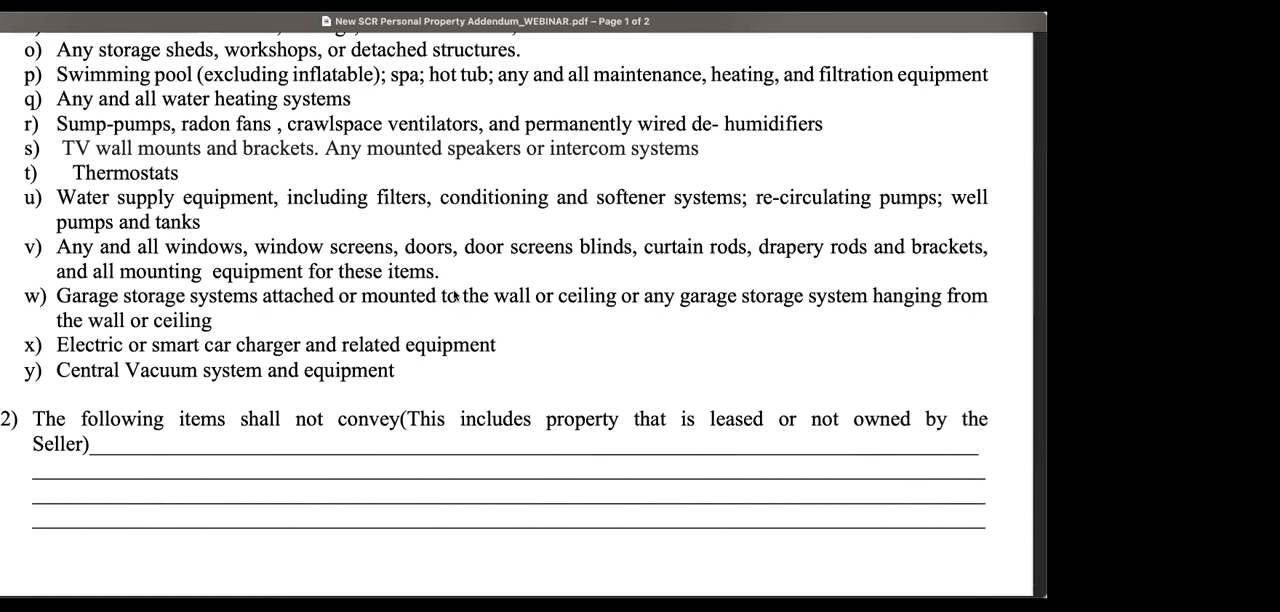 New SCR Personal Property Addendum_WEBINAR.pdf – Page 1 of 2
o) Any storage sheds, workshops, or detached structures.
p) Swimming pool (excluding inflatable); spa; hot tub; any and all maintenance, heating, and filtration equipment
q) Any and all water heating systems
r) Sump-pumps, radon fans , crawlspace ventilators, and permanently wired de- humidifiers
s) TV wall mounts and brackets. Any mounted speakers or intercom systems
t) Thermostats
u) Water supply equipment, including filters, conditioning and softener systems; re-circulating pumps; well
pumps and tanks
v) Any and all windows, window screens, doors, door screens blinds, curtain rods, drapery rods and brackets,
and all mounting equipment for these items.
w) Garage storage systems attached or mounted to the wall or ceiling or any garage storage system hanging from
the wall or ceiling
x) Electric or smart car charger and related equipment
y) Central Vacuum system and equipment
2) The following items shall not convey(This includes property that is leased or not owned by the
Seller)